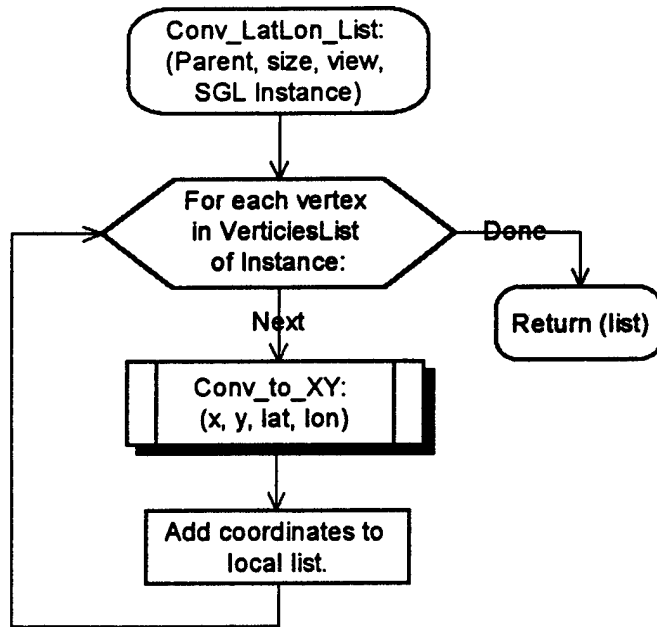 Conv_LatLon_List:
(Parent, size, view,
SGL Instance)
For each vertex
in VerticiesList
of Instance:
Done
Return (list)
Next
Conv_to_XY:
(x, y, lat, lon)
Add coordinates to
local list.